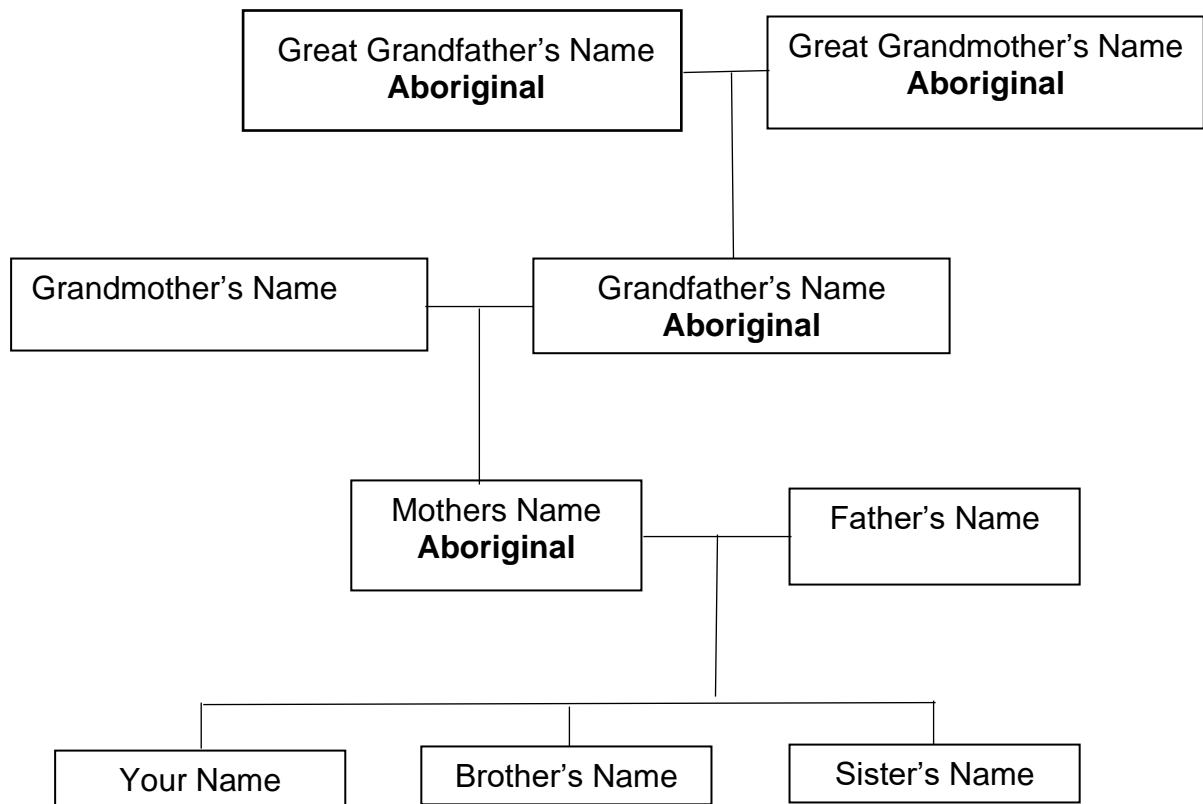 Great Grandfather’s Name
Aboriginal
Great Grandmother’s Name
Aboriginal
Grandmother’s Name
Grandfather’s Name
Aboriginal
Mothers Name
Aboriginal
Father’s Name
Your Name
Brother’s Name
Sister’s Name